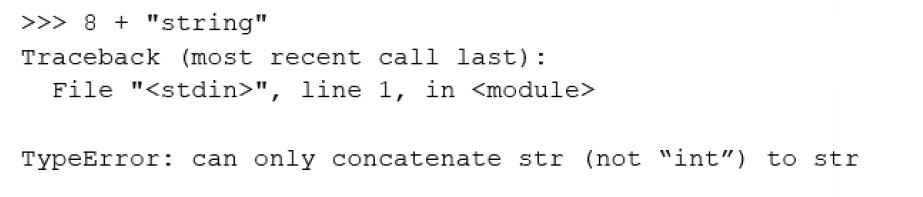 >>> 8 + "string"
Traceback (most recent call last):
  File "<stdin>", line 1, in <module>
TypeError: can only concatenate str (not “int”) to str